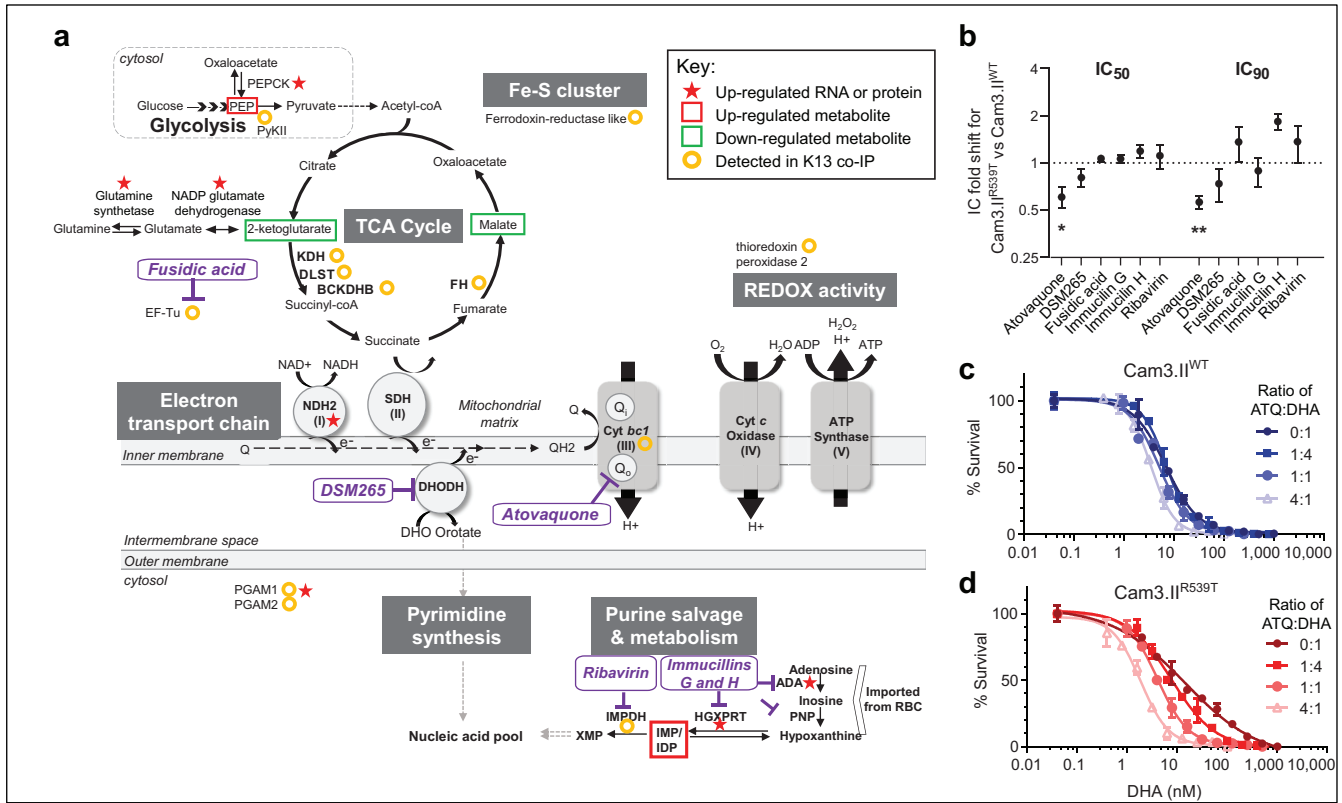 a
cytosol
Oxaloacetate
PEPCK
Glucose
PEP
Pyruvate
Acetyl-coA
Glycolysis
PyKII
Fe-S cluster
Ferrodoxin-reductase like
Key:
Up-regulated RNA or protein
Up-regulated metabolite
Down-regulated metabolite
Detected in K13 co-IP
Citrate
Oxaloacetate
Glutamine
synthetase
NADP glutamate
dehydrogenase
TCA Cycle
Malate
Glutamine
Glutamate
2-ketoglutarate
KDH
DLST
BCKDHB
FH
Succinyl-coA
Fumarate
Succinate
Fusidic acid
EF-Tu
thioredoxin
peroxidase 2
REDOX activity
Electron
transport chain
NAD+
NADH
NDH2
(I)
SDH
(II)
Mitochondrial
matrix
Q
Qi
Cyt bc1
(III)
Qo
O2
H2O
Cyt c
Oxidase
(IV)
ADP
H2O2
H+
ATP
ATP
Synthase
(V)
Q
e-
e-
QH2
Inner membrane
e-
DSM265
DHODH
Atovaquone
DHO Orotate
H+
H+
Intermembrane space
Outer membrane
cytosol
PGAM1
PGAM2
Pyrimidine
synthesis
Purine salvage
& metabolism
Ribavirin
Immucillins
G and H
Adenosine
ADA
Inosine
PNP
Hypoxanthine
Imported
from RBC
IMPDH
HGXPRT
Nucleic acid pool
XMP
IMP/
IDP
b
IC50
IC90
IC fold shift for
Cam3.IIR539T vs Cam3.IIWT
4
2
1
0.5
0.25
*
**
Atovaquone
DSM265
Fusidic acid
Immucilin G
Immucilin H
Ribavirin
Atovaquone
DSM265
Fusidic acid
Immucilin G
Immucilin H
Ribavirin
c
Cam3.IIWT
% Survival
100
50
0
0.01
0.1
1
10
100
1,000
10,000
Ratio of
ATQ:DHA
0:1
1:4
1:1
4:1
d
Cam3.IIR539T
% Survival
100
50
0
0.01
0.1
1
10
100
1,000
10,000
DHA (nM)
Ratio of
ATQ:DHA
0:1
1:4
1:1
4:1